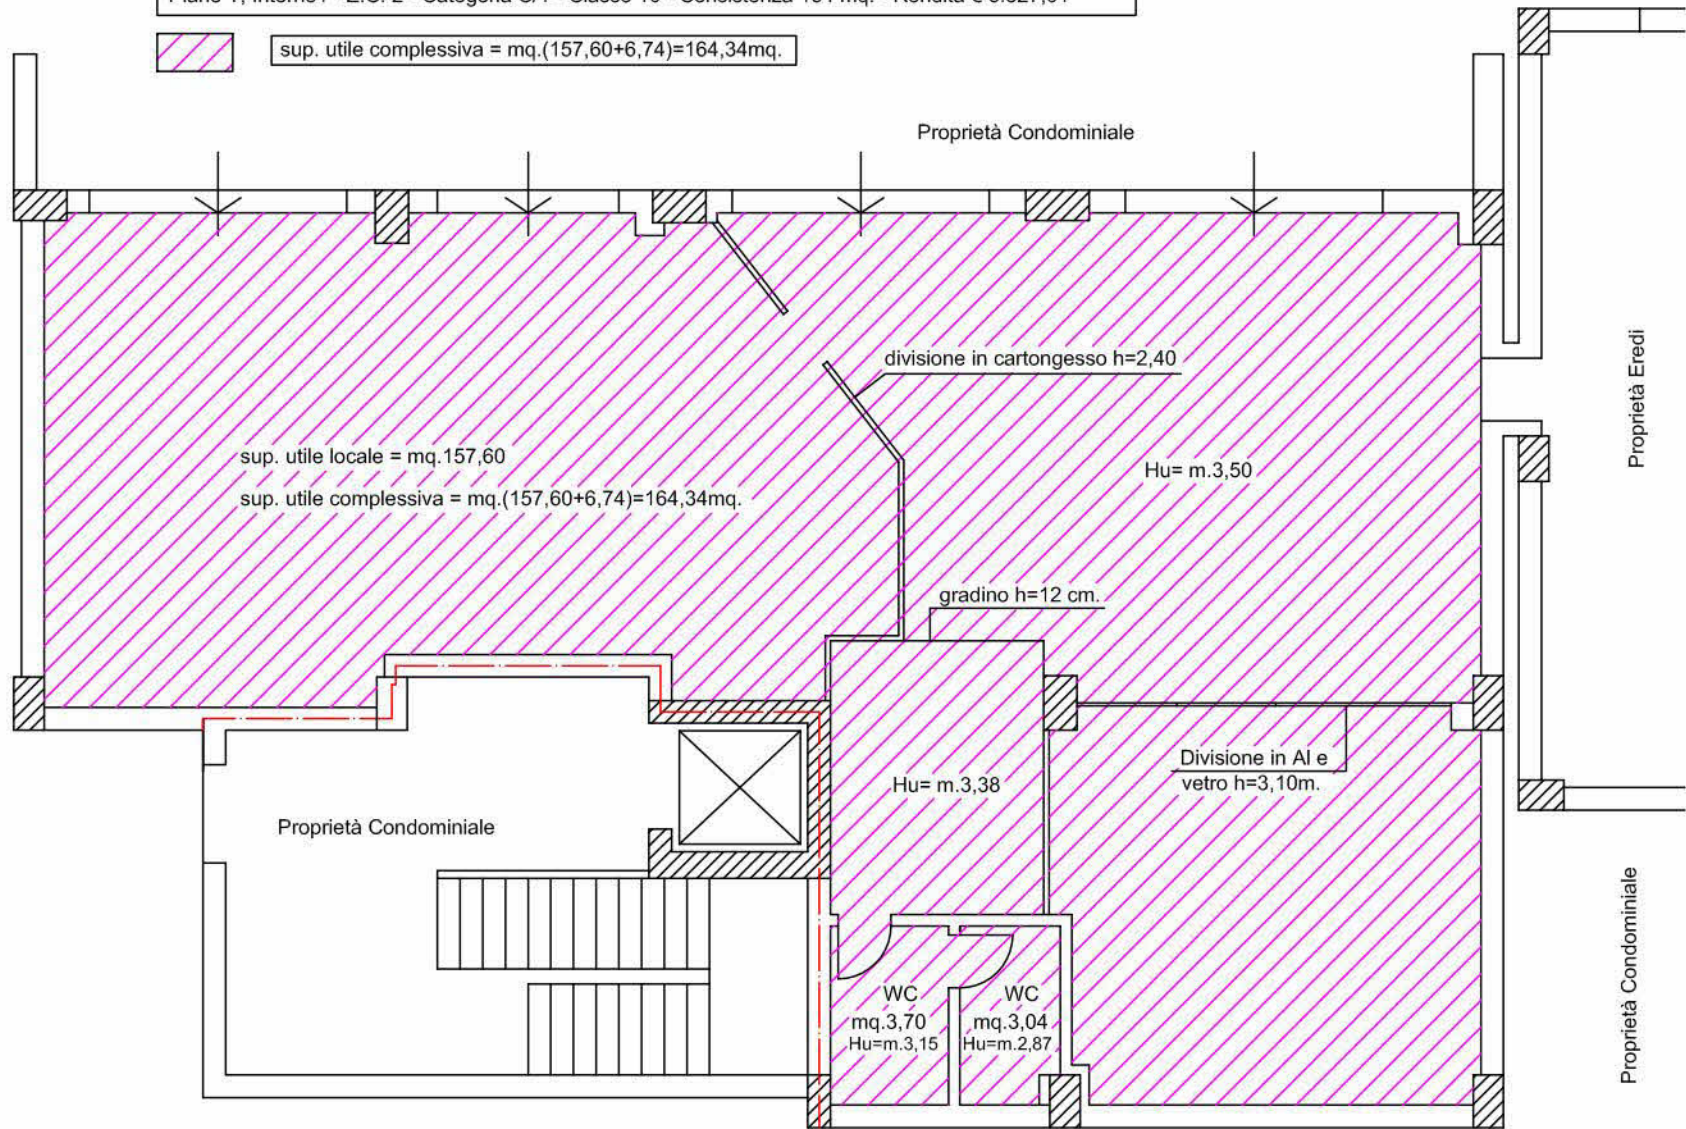 sup. utile complessiva = mq.(157,60+6,74)=164,34mq.
Proprietà Condominiale
divisione in cartongesso h=2,40
Proprietà Eredi
sup. utile locale = mq.157,60
Hu= m.3,50
sup. utile complessiva = mq.(157,60+6,74)=164,34mq.
gradino h=12 cm.
Divisione in Al e
vetro h=3,10m.
Hu= m.3,38
Proprietà Condominiale
Proprietà Condominiale
WC
mq.3,70
Hu=m.3,15
WC
mq.3,04
Hu=m.2,87